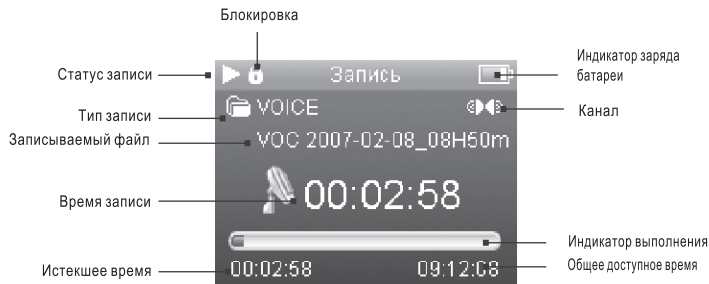 Блокировка
Статус записи
Запись
Индикатор заряда
батареи
Тип записи
VOICE
Канал
Записываемый файл
VOC 2007-02-08_08H50m
Время записи
00:02:58
Индикатор выполнения
Истекшее время
00:02:58
09:12:08
Общее доступное время